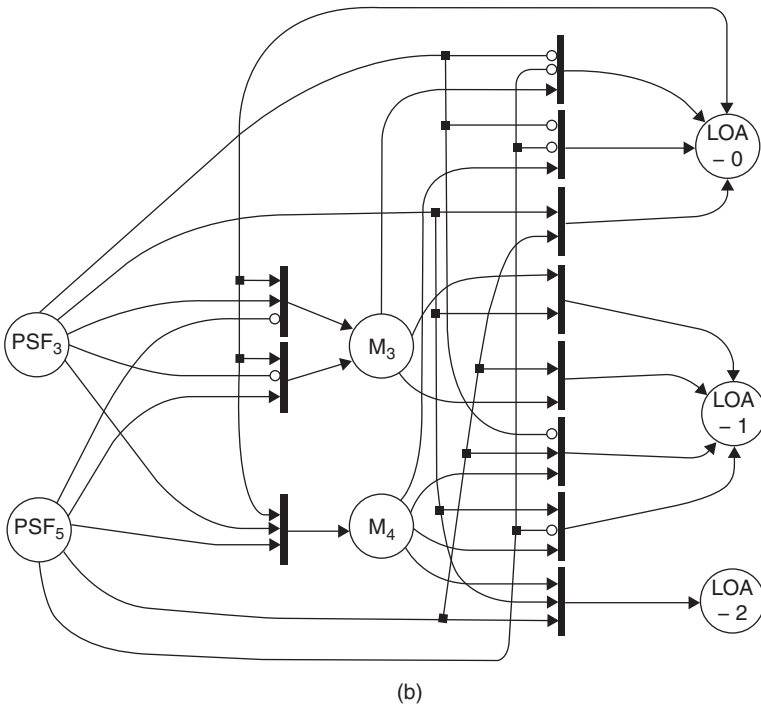 LOA
– 0
PSF₃
M₃
LOA
– 1
PSF₅
M₄
LOA
– 2
(b)